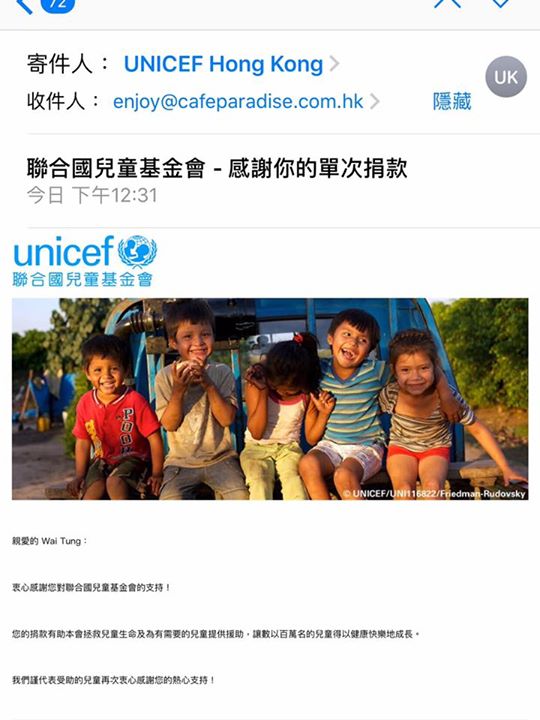 72
寄件人： UNICEF Hong Kong
UK
收件人： enjoy@cafeparadise.com.hk 隱藏
聯合國兒童基金會 - 感謝你的單次捐款
今日 下午12:31
unicef
聯合國兒童基金會
POOH
© UNICEF/UNI116822/Friedman-Rudovsky
親愛的 Wai Tung：
衷心感謝您對聯合國兒童基金會的支持！
您的捐款有助本會拯救兒童生命及為有需要的兒童提供援助，讓數以百萬名的兒童得以健康快樂地成長。
我們謹代表受助的兒童再次衷心感謝您的熱心支持！